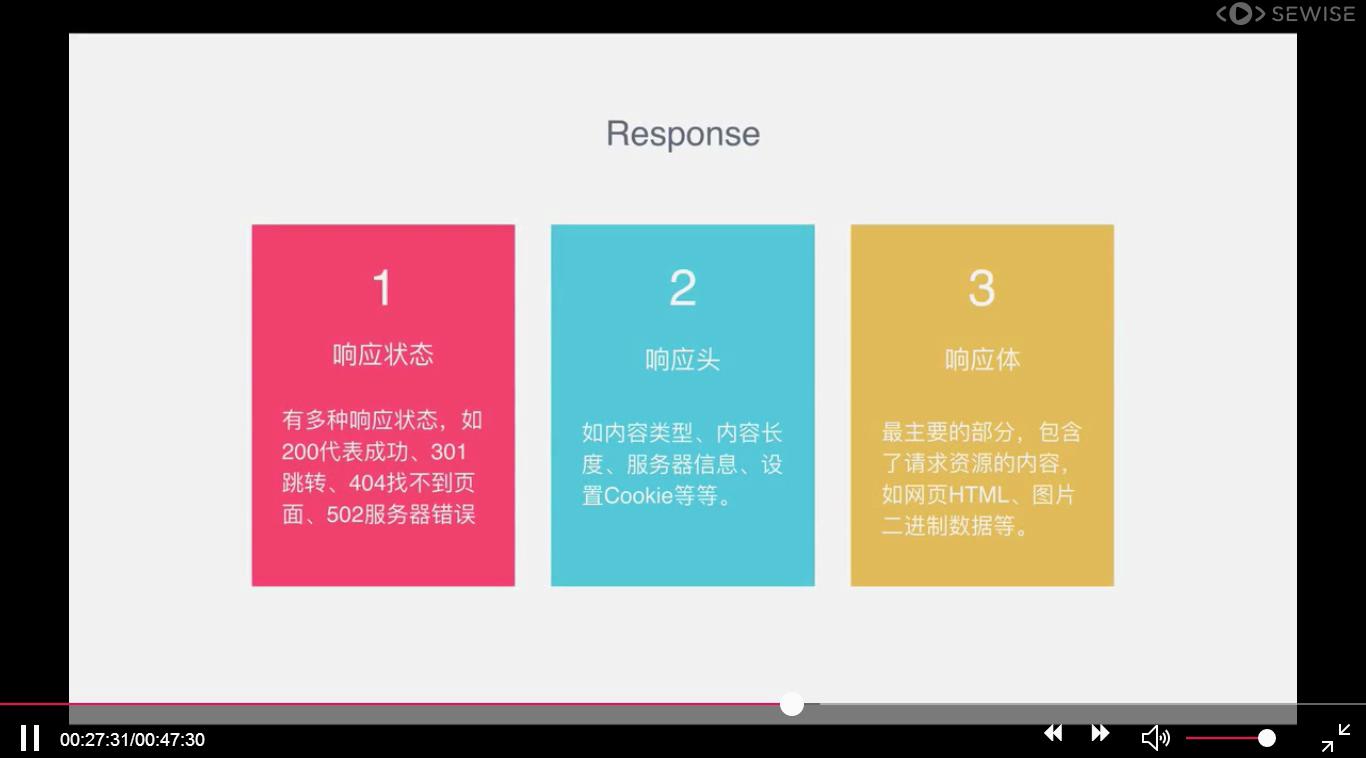 SEWISE
Response
1
响应状态
有多种响应状态，如
200代表成功、301
跳转、404找不到页
面、502服务器错误
2
响应头
如内容类型、内容长
度、服务器信息、设
置Cookie等等。
3
响应体
最主要的部分，包含
了请求资源的内容，
如网页HTML、图片
二进制数据等。
00:27:31/00:47:30